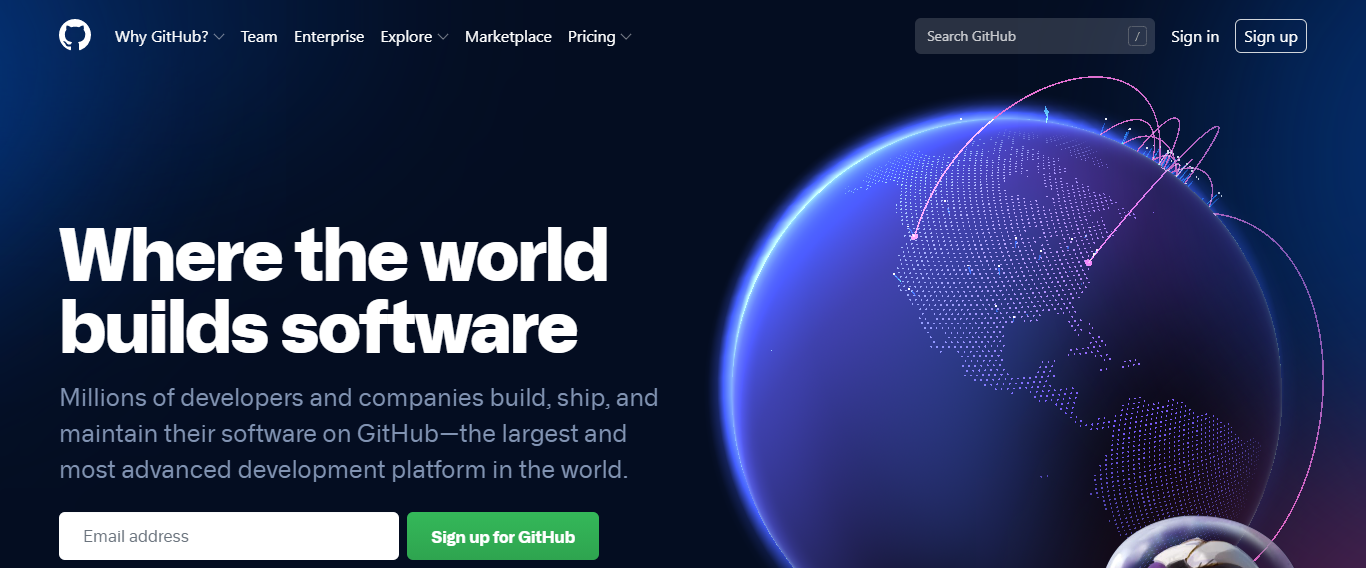 Why GitHub? Team Enterprise Explore Marketplace Pricing Search GitHub / Sign in Sign up
Where the world
builds software
Millions of developers and companies build, ship, and
maintain their software on GitHub—the largest and
most advanced development platform in the world.
Email address Sign up for GitHub